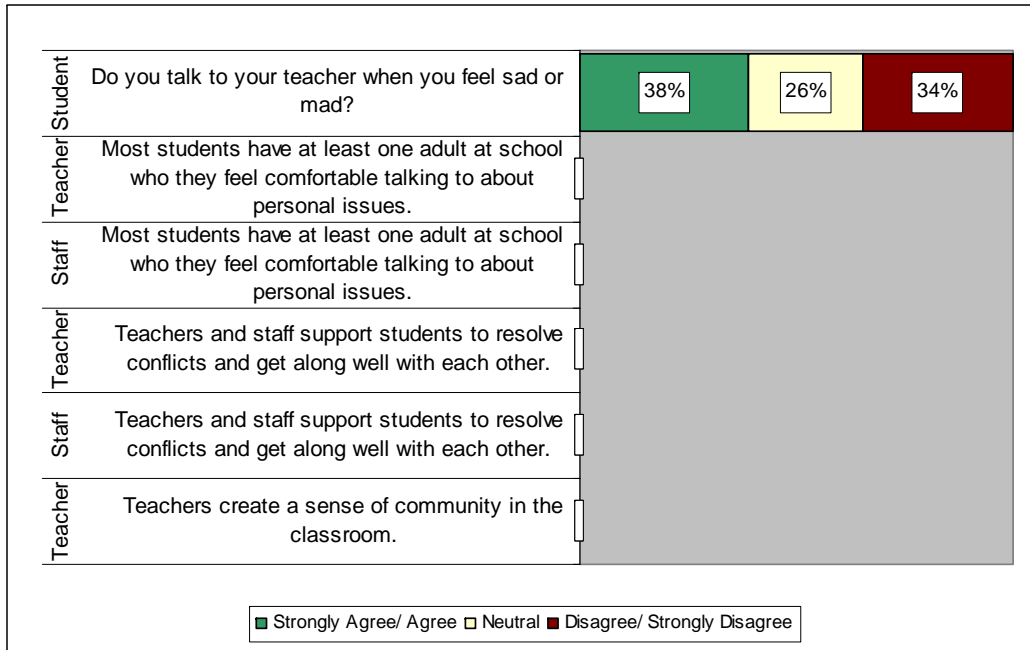 Student
Do you talk to your teacher when you feel sad or
mad?
38%
26%
34%
Teacher
Most students have at least one adult at school
who they feel comfortable talking to about
personal issues.
Staff
Most students have at least one adult at school
who they feel comfortable talking to about
personal issues.
Teacher
Teachers and staff support students to resolve
conflicts and get along well with each other.
Staff
Teachers and staff support students to resolve
conflicts and get along well with each other.
Teacher
Teachers create a sense of community in the
classroom.
Strongly Agree/ Agree Neutral Disagree/ Strongly Disagree